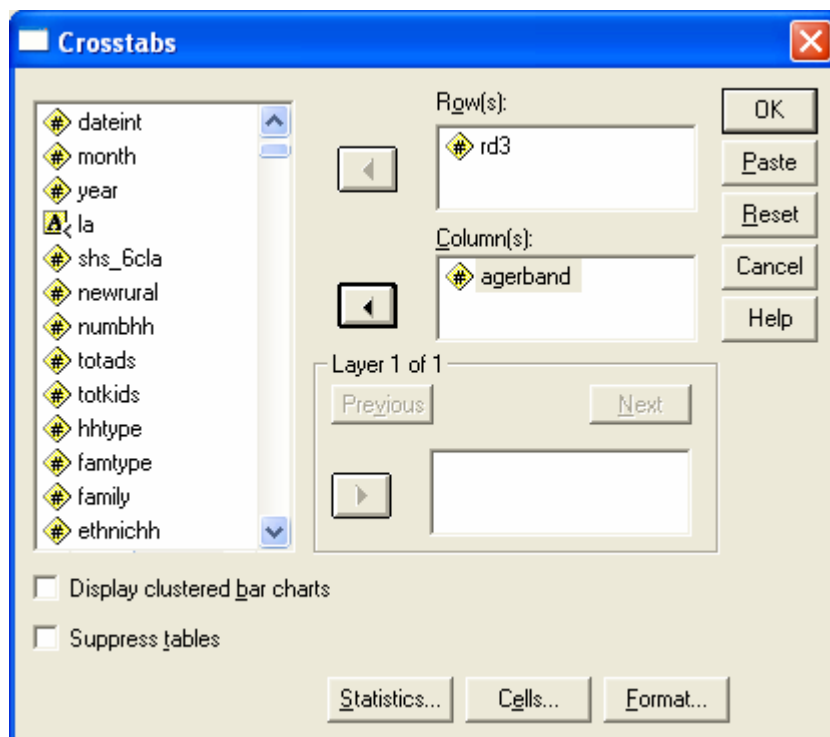 Crosstabs
dateint
month
year
la
shs_6cla
newrural
numbhh
totads
totkids
hhtype
famtype
family
ethnichh
Row(s):
rd3
Column(s):
agerband
Layer 1 of 1
Previous
Next
OK
Paste
Reset
Cancel
Help
Display clustered bar charts
Suppress tables
Statistics...
Cells...
Format...